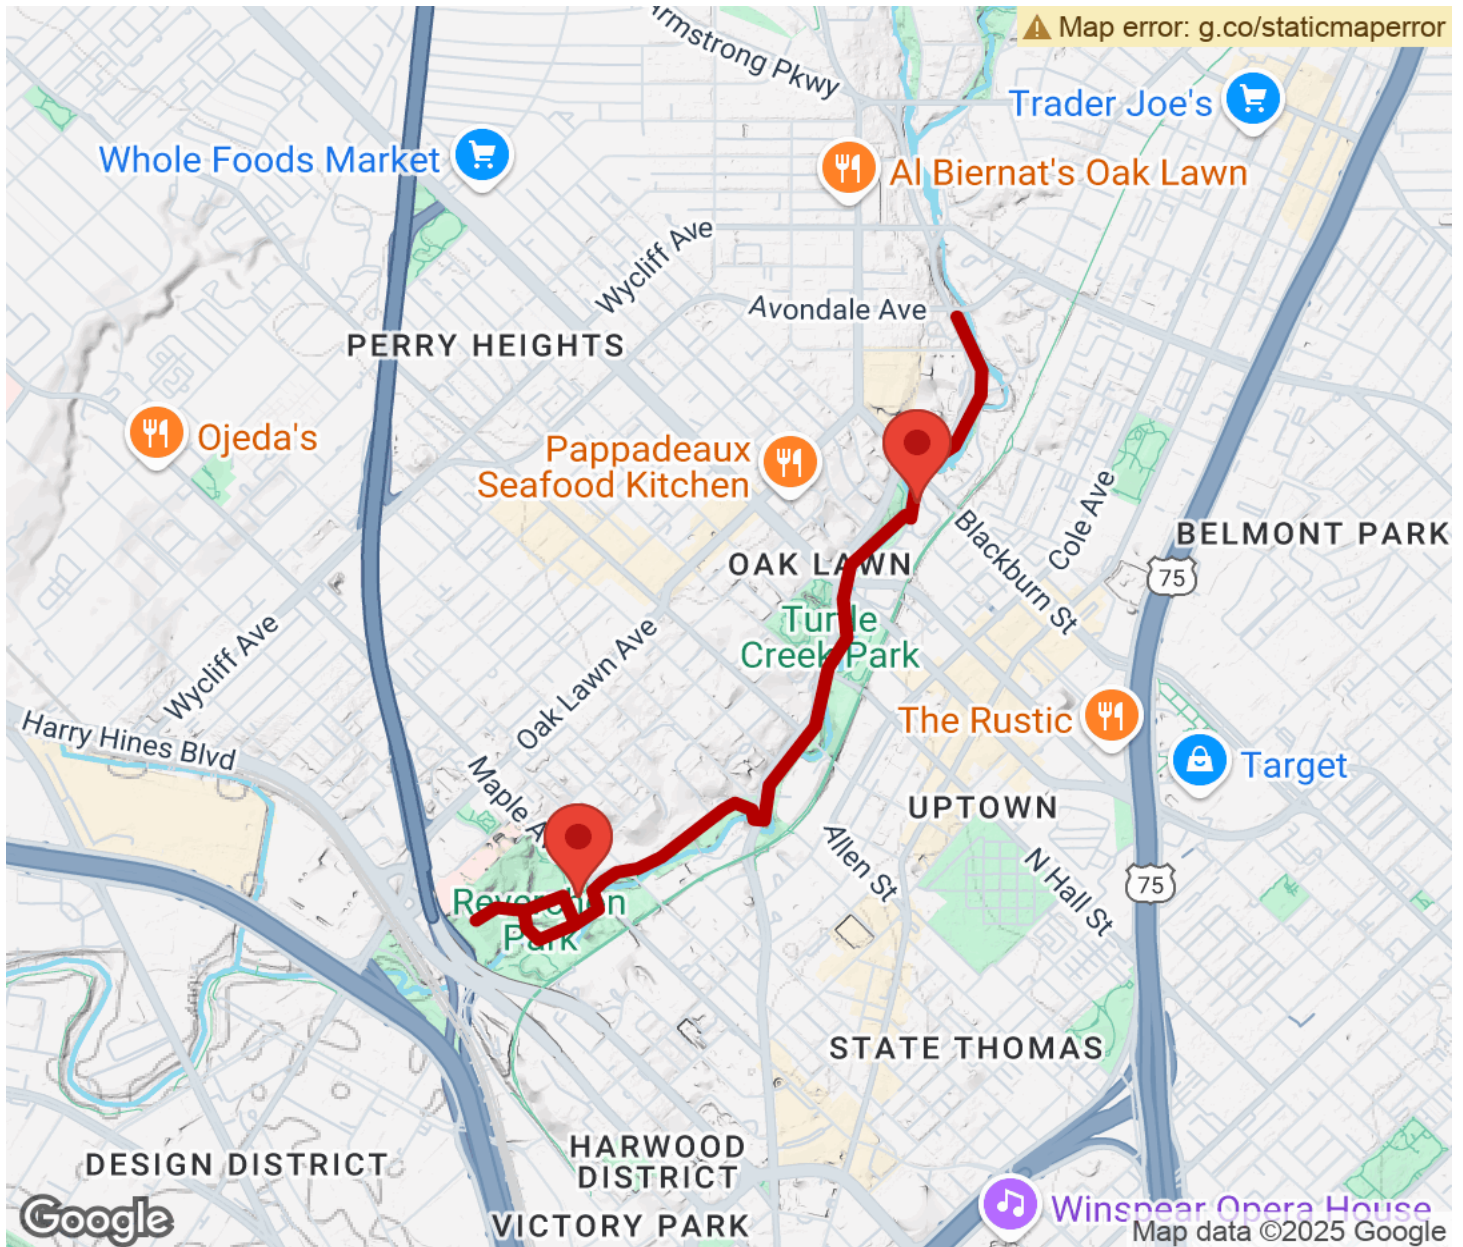 Armstrong Pkwy
Map error: g.co/staticmaperror
Trader Joe's
Whole Foods Market
Al Biernat's Oak Lawn
Wycliff Ave
Avondale Ave
PERRY HEIGHTS
Ojeda's
Pappadeaux
Seafood Kitchen
Cole Ave
Blackburn St
BELMONT PARK
OAK LAWN
75
Turtle
Creek Park
Wycliff Ave
Oak Lawn Ave
Harry Hines Blvd
The Rustic
Target
Maple Ave
UPTOWN
Allen St
N Hall St
75
Reverchon
Park
STATE THOMAS
HARWOOD
DISTRICT
DESIGN DISTRICT
Winspear Opera House
Google
VICTORY PARK
Map data ©2025 Google